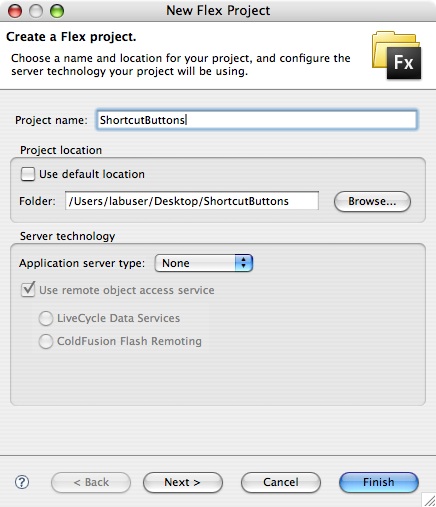 New Flex Project
Create a Flex project.
Choose a name and location for your project, and configure the
server technology your project will be using.
Fx
Project name: ShortcutButtons
Project location
Use default location
Folder: /Users/labuser/Desktop/ShortcutButtons Browse...
Server technology
Application server type: None
Use remote object access service
LiveCycle Data Services
ColdFusion Flash Remoting
? < Back Next > Cancel Finish